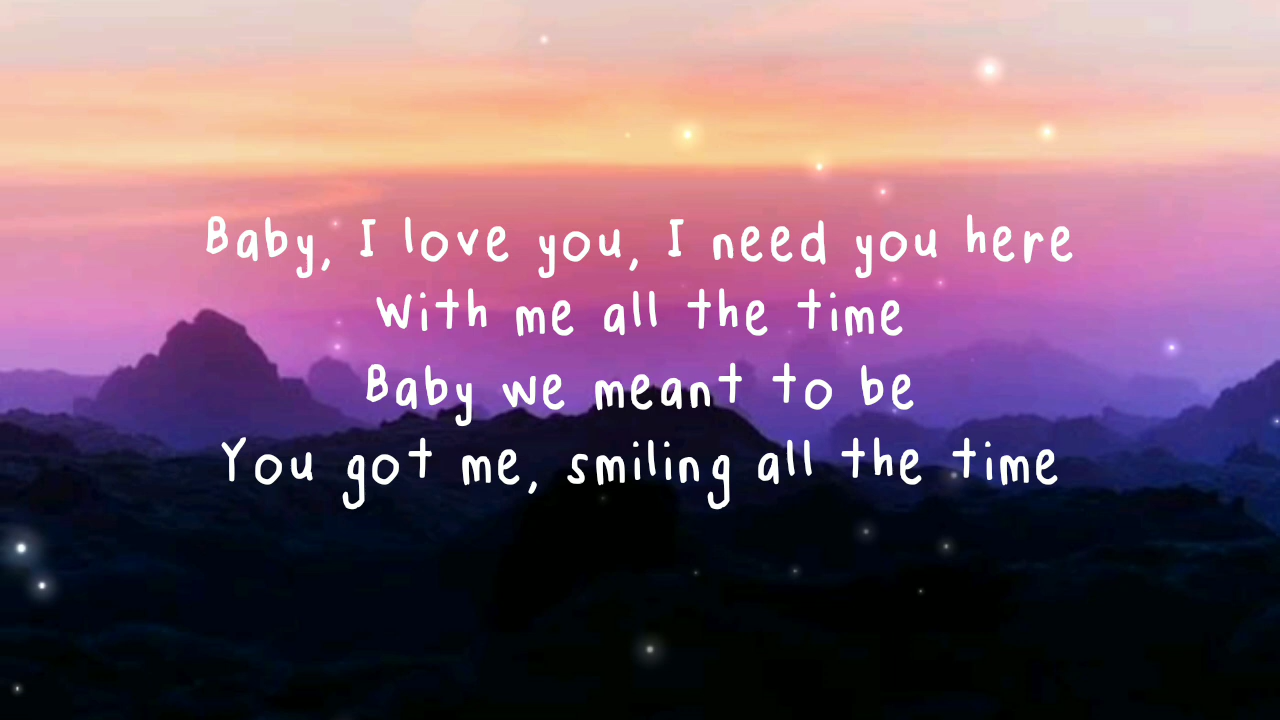 Baby, I love you, I need you here
With me all the time
Baby we meant to be
You got me, smiling all the time